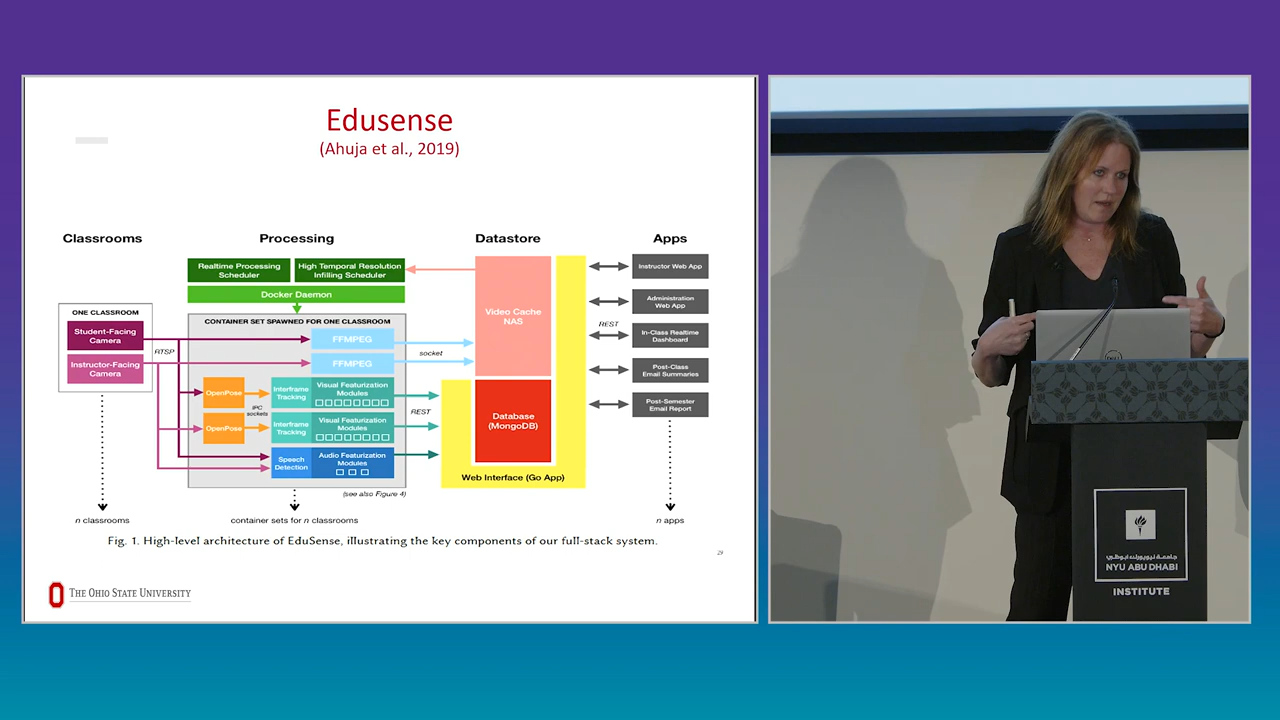 Edusense
(Ahuja et al., 2019)
Classrooms
Processing
Datastore
Apps
ONE CLASSROOM
Student-Facing
Camera
Instructor-Facing
Camera
RTSP
Realtime Processing
Scheduler
High Temporal Resolution
Infilling Scheduler
Docker Daemon
CONTAINER SET SPAWNED FOR ONE CLASSROOM
FFMPEG
FFMPEG
OpenPose
IPC
sockets
OpenPose
Interframe
Tracking
Visual Featurization
Modules
Interframe
Tracking
Visual Featurization
Modules
Speech
Detection
Audio Featurization
Modules
(see also Figure 4)
socket
REST
Video Cache
NAS
Database
(MongoDB)
Web Interface (Go App)
REST
Instructor Web App
Administration
Web App
In-Class Realtime
Dashboard
Post-Class
Email Summaries
Post-Semester
Email Report
n classrooms
container sets for n classrooms
n apps
Fig. 1. High-level architecture of EduSense, illustrating the key components of our full-stack system.
29
THE OHIO STATE UNIVERSITY
DELL
جامعة نيويورك أبوظبي
NYU ABU DHABI
INSTITUTE